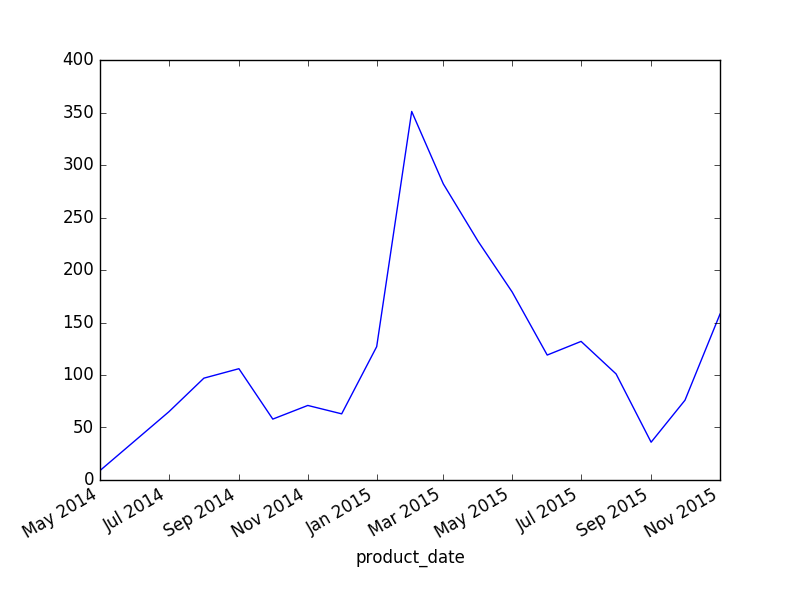 400
350
300
250
200
150
100
50
0
May 2014
Jul 2014
Sep 2014
Nov 2014
Jan 2015
Mar 2015
May 2015
Jul 2015
Sep 2015
Nov 2015
product_date